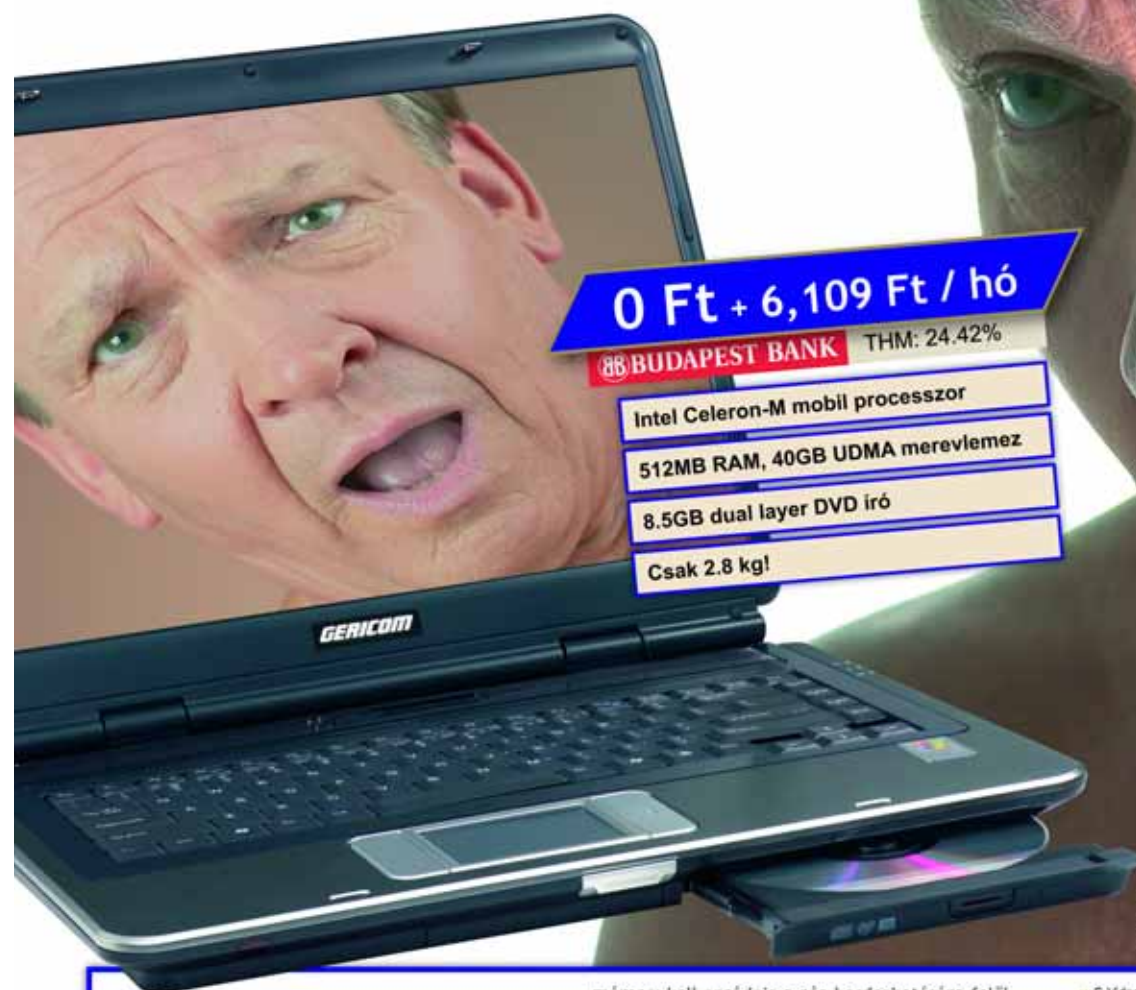 0 Ft + 6,109 Ft / hó
BUDAPEST BANK THM: 24.42%
Intel Celeron-M mobil processzor
512MB RAM, 40GB UDMA merevlemez
8.5GB dual layer DVD író
Csak 2.8 kg!
GERICOM